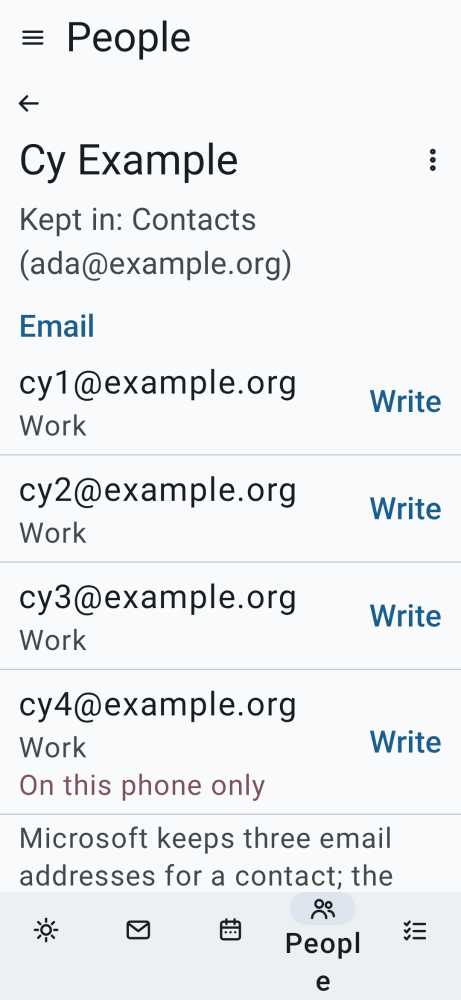 People
Cy Example
Kept in: Contacts
(ada@example.org)
Email
cy1@example.org
Work
Write
cy2@example.org
Work
Write
cy3@example.org
Work
Write
cy4@example.org
Work
On this phone only
Write
Microsoft keeps three email
addresses for a contact; the
Peopl
e